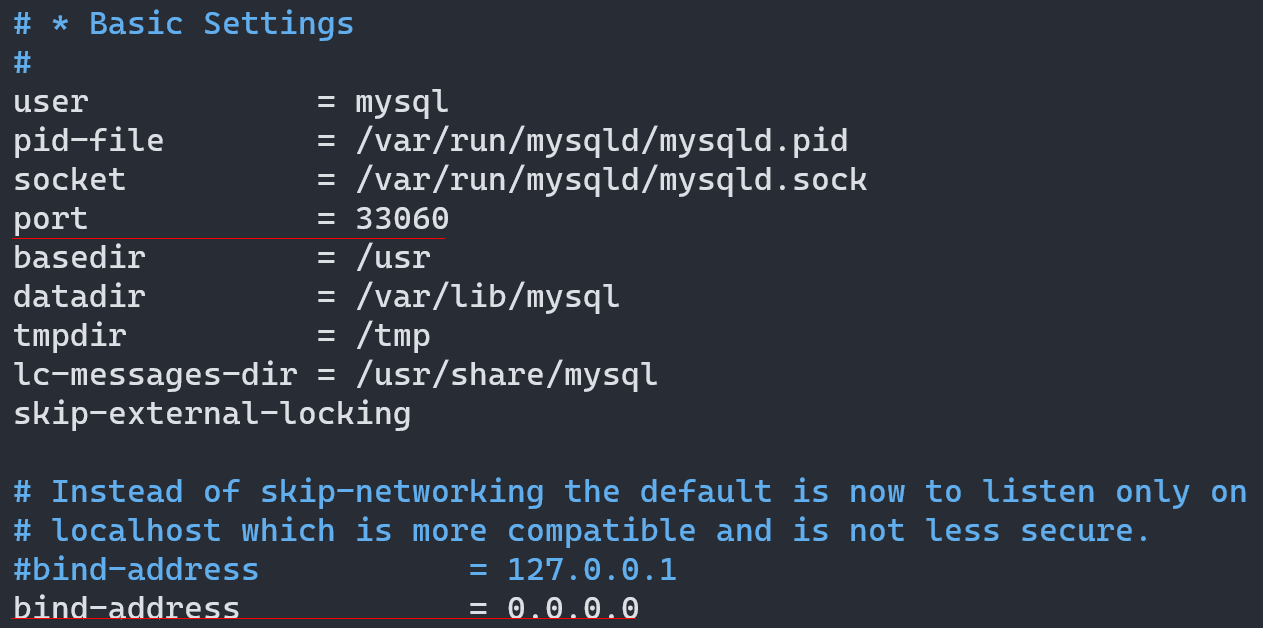 # * Basic Settings
#
user            = mysql
pid-file        = /var/run/mysqld/mysqld.pid
socket          = /var/run/mysqld/mysqld.sock
port            = 33060
basedir         = /usr
datadir         = /var/lib/mysql
tmpdir          = /tmp
lc-messages-dir = /usr/share/mysql
skip-external-locking

# Instead of skip-networking the default is now to listen only on
# localhost which is more compatible and is not less secure.
#bind-address           = 127.0.0.1
bind-address            = 0.0.0.0